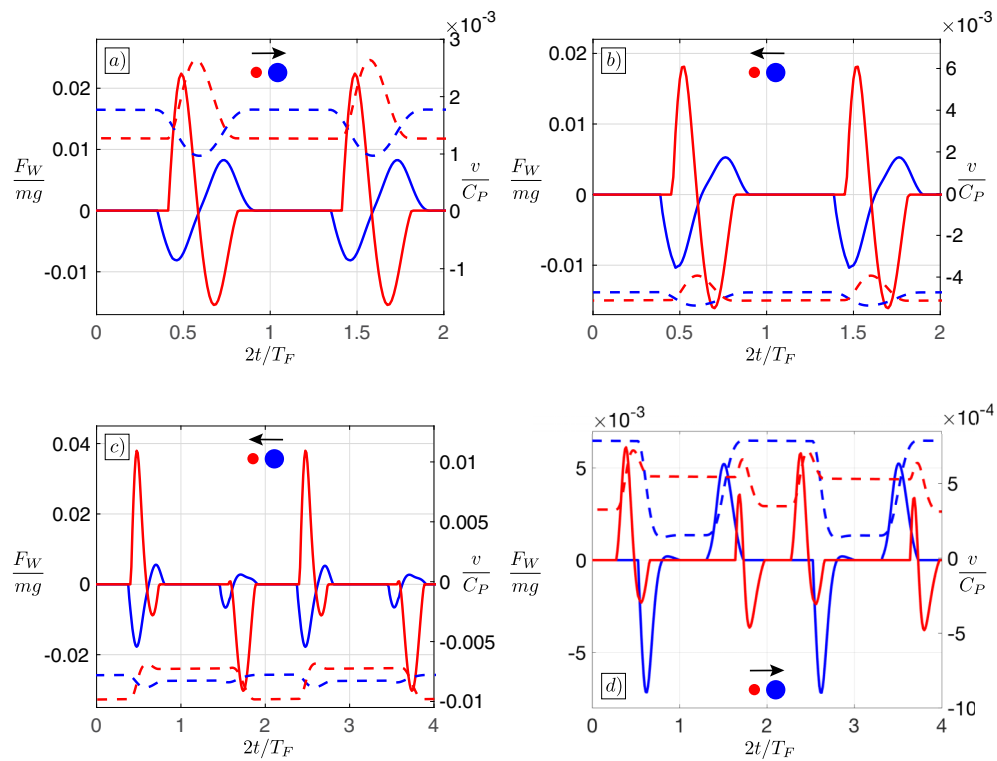 ×10⁻³
a)
0.02
0.01
0
-0.01
F_W
mg
3
2
1
0
-1
v
C_P
0 0.5 1 1.5 2
2t/T_F
×10⁻³
b)
0.02
0.01
0
-0.01
F_W
mg
6
4
2
0
-2
-4
v
C_P
0 0.5 1 1.5 2
2t/T_F
c)
0.04
0.02
0
-0.02
F_W
mg
0.01
0.005
0
-0.005
-0.01
v
C_P
0 1 2 3 4
2t/T_F
×10⁻³
×10⁻⁴
5
0
-5
F_W
mg
5
0
-5
-10
v
C_P
d)
0 1 2 3 4
2t/T_F